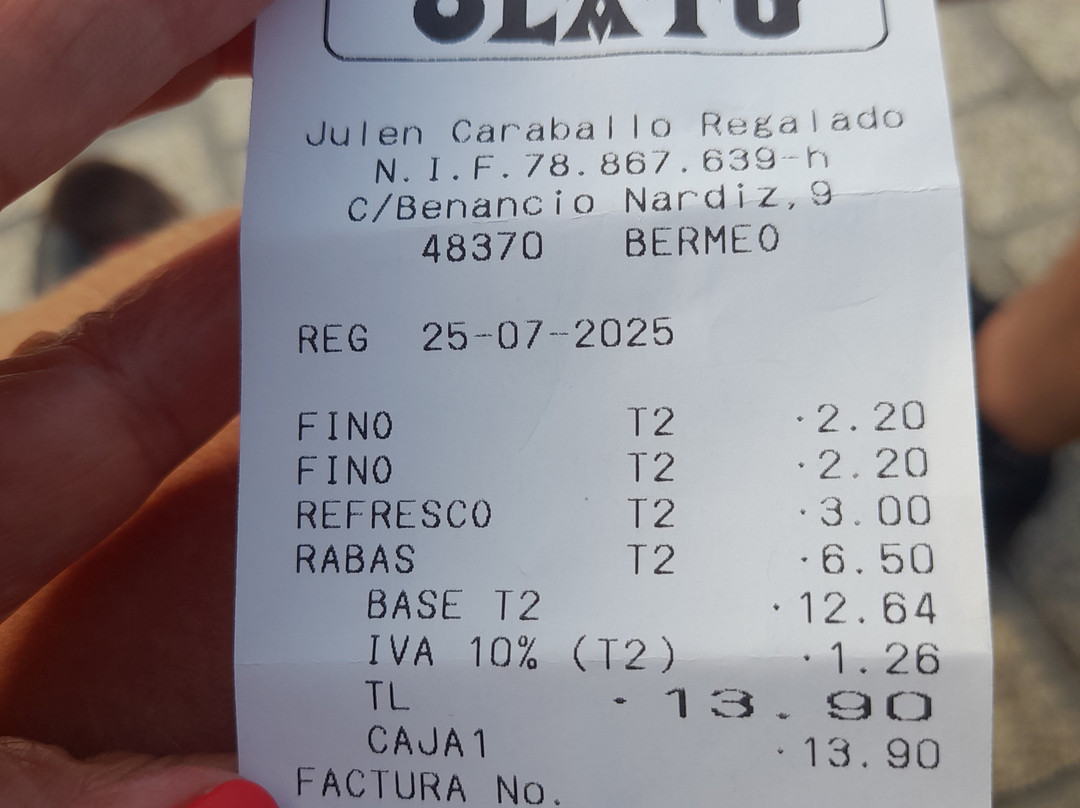 OLATU
Julen Caraballo Regalado
N.I.F.78.867.639-h
C/Benancio Nardiz,9
48370 BERMEO
REG 25-07-2025
FINO T2 ·2.20
FINO T2 ·2.20
REFRESCO T2 ·3.00
RABAS T2 ·6.50
BASE T2 ·12.64
IVA 10% (T2) ·1.26
TL ·13.90
CAJA1 ·13.90
FACTURA No.